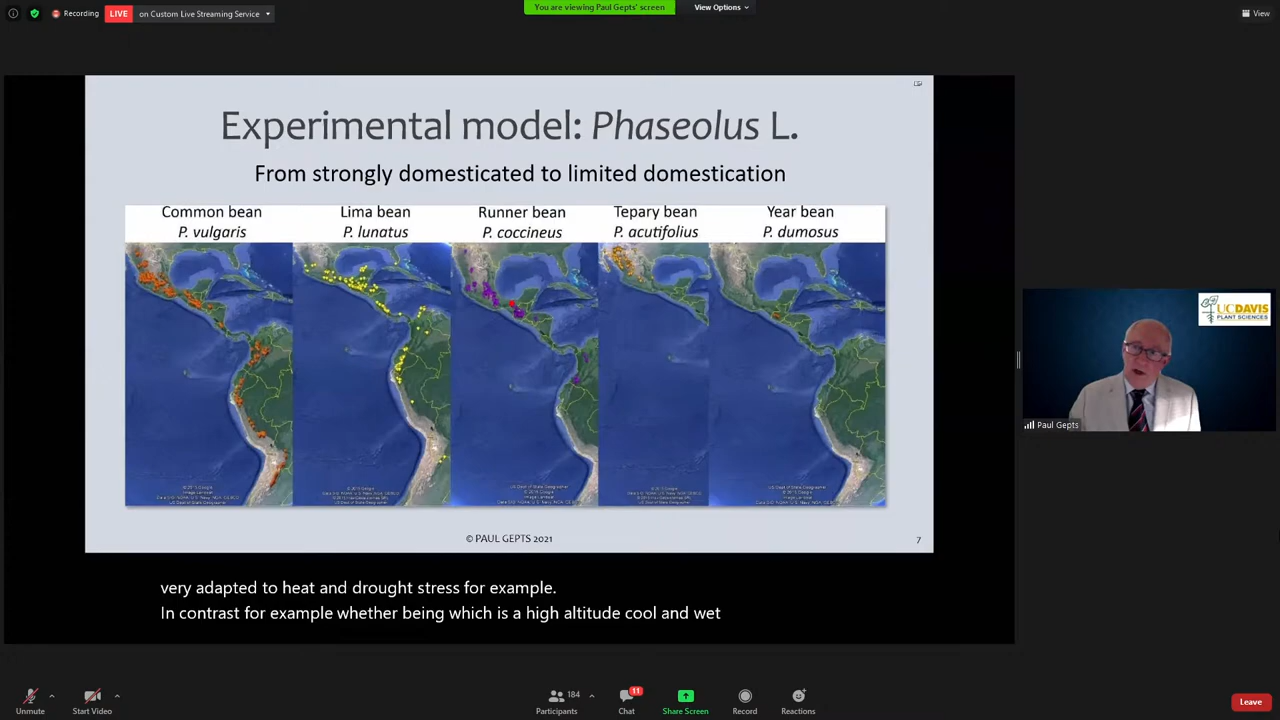 Recording
LIVE
on Custom Live Streaming Service
You are viewing Paul Gepts' screen
View Options
View
Experimental model: Phaseolus L.
From strongly domesticated to limited domestication
Common bean
P. vulgaris
Lima bean
P. lunatus
Runner bean
P. coccineus
Tepary bean
P. acutifolius
Year bean
P. dumosus
© PAUL GEPTS 2021
7
UCDAVIS
PLANT SCIENCES
Paul Gepts
very adapted to heat and drought stress for example.
In contrast for example whether being which is a high altitude cool and wet
Unmute
Start Video
184
Participants
11
Chat
Share Screen
Record
Reactions
Leave